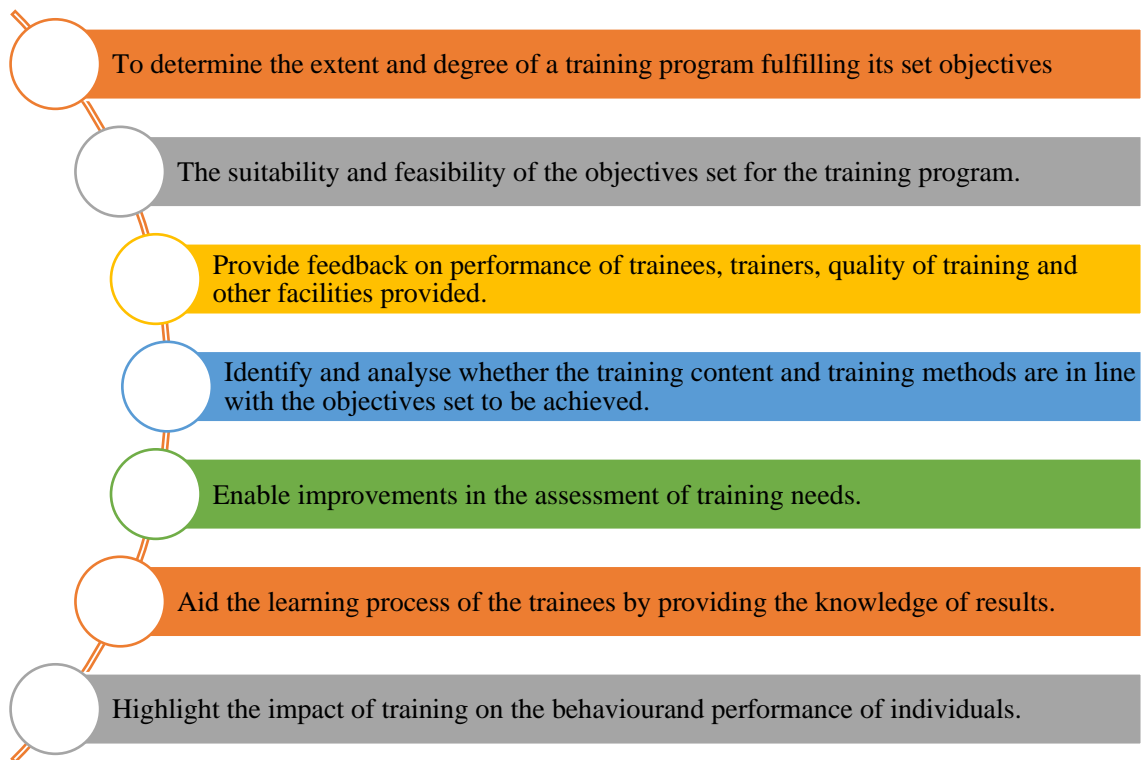 To determine the extent and degree of a training program fulfilling its set objectives
The suitability and feasibility of the objectives set for the training program.
Provide feedback on performance of trainees, trainers, quality of training and
other facilities provided.
Identify and analyse whether the training content and training methods are in line
with the objectives set to be achieved.
Enable improvements in the assessment of training needs.
Aid the learning process of the trainees by providing the knowledge of results.
Highlight the impact of training on the behaviourand performance of individuals.